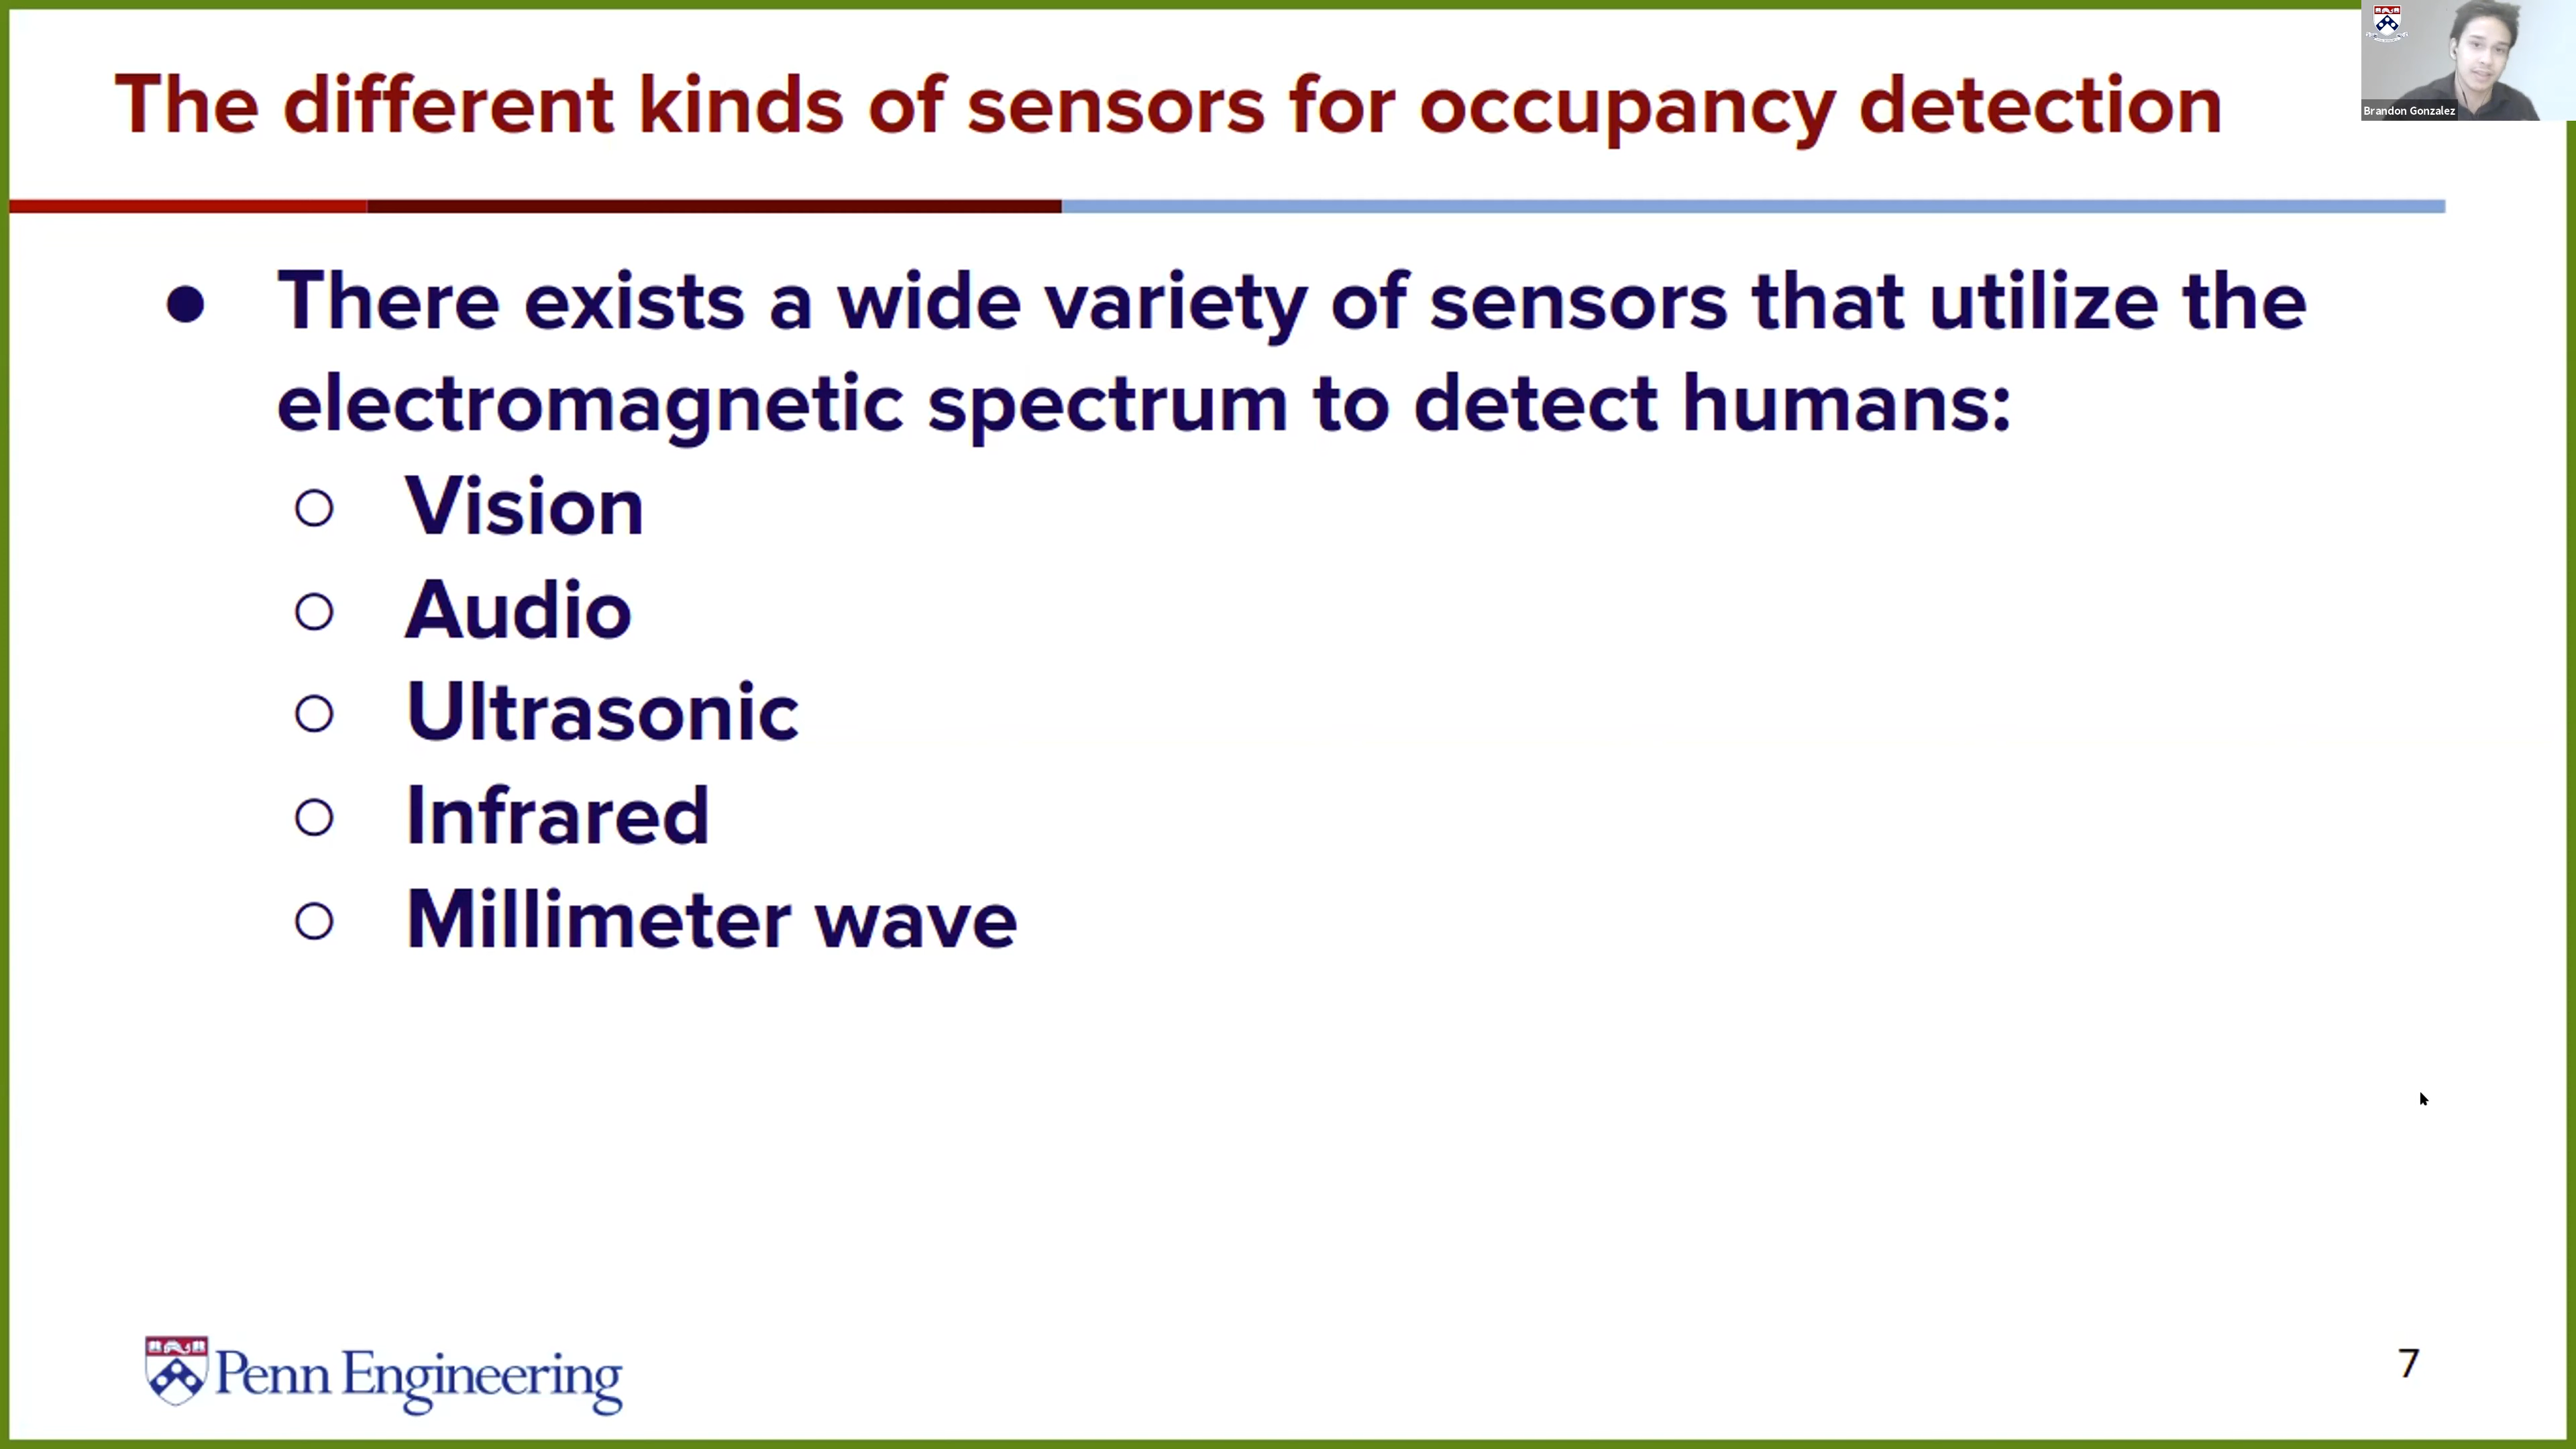 The different kinds of sensors for occupancy detection
Brandon Gonzalez
● There exists a wide variety of sensors that utilize the
electromagnetic spectrum to detect humans:
○ Vision
○ Audio
○ Ultrasonic
○ Infrared
○ Millimeter wave
Penn Engineering
7